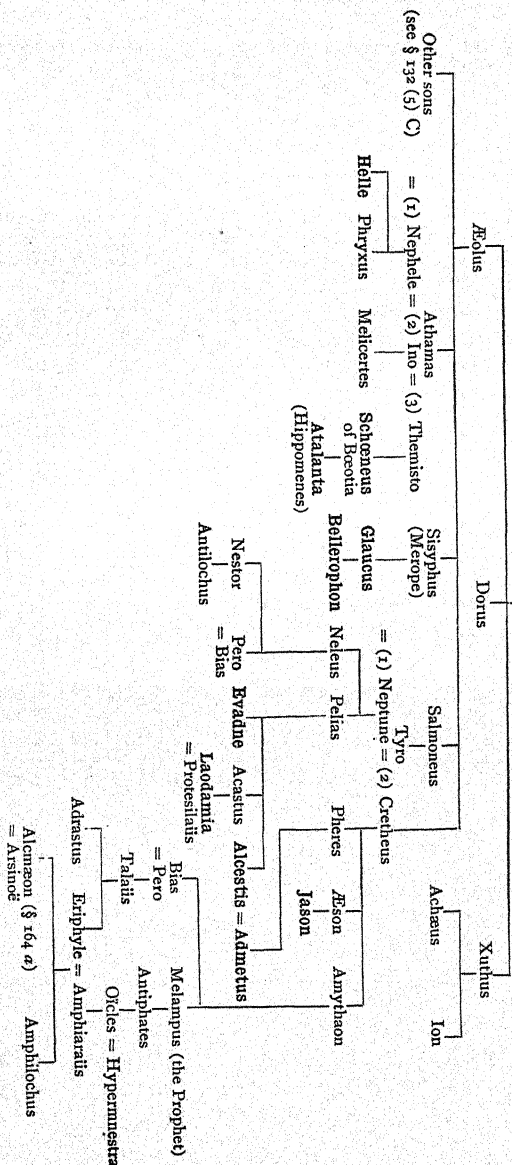 Æolus Dorus Xuthus
Other sons
(see § 132 (5) C)
Athamas
= (1) Nephele = (2) Ino = (3) Themisto
Sisyphus
(Merope)
Salmoneus
Tyro
= (1) Neptune = (2) Cretheus
Achæus Ion
Helle Phryxus Melicertes Schœneus
of Bœotia
Atalanta
(Hippomenes)
Glaucus
Bellerophon
Neleus Pelias Pheres Æson Amythaon
Jason
Nestor Pero
= Bias
Antilochus
Evadne Acastus Alcestis = Admetus
Laodamia
= Protesilaüs
Bias
= Pero
Melampus (the Prophet)
Talaüs Antiphates
Oïcles = Hypermnestra
Adrastus Eriphyle = Amphiaraüs
Alcmæon (§ 164 a) Amphilochus
= Arsinoë